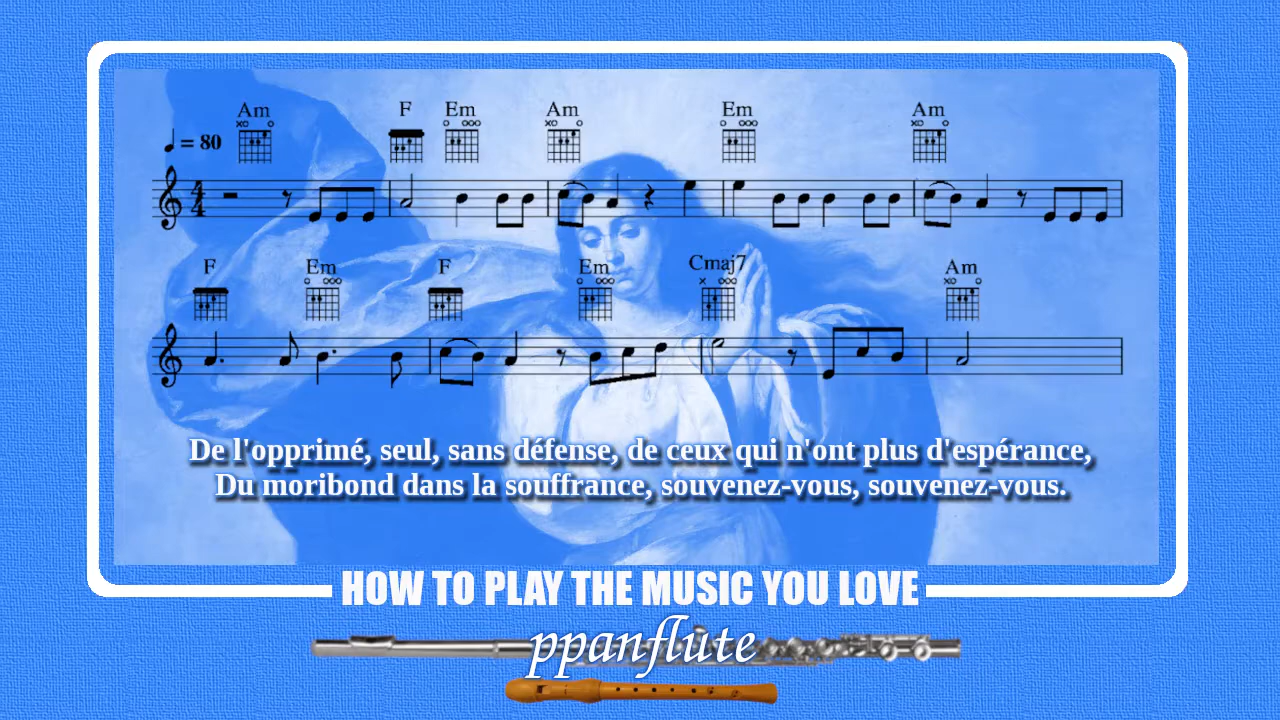 Am F Em Am Em Am
♩ = 80
4
4
F Em F Em Cmaj7 Am
De l'opprimé, seul, sans défense, de ceux qui n'ont plus d'espérance,
Du moribond dans la souffrance, souvenez-vous, souvenez-vous.
HOW TO PLAY THE MUSIC YOU LOVE
ppanflute